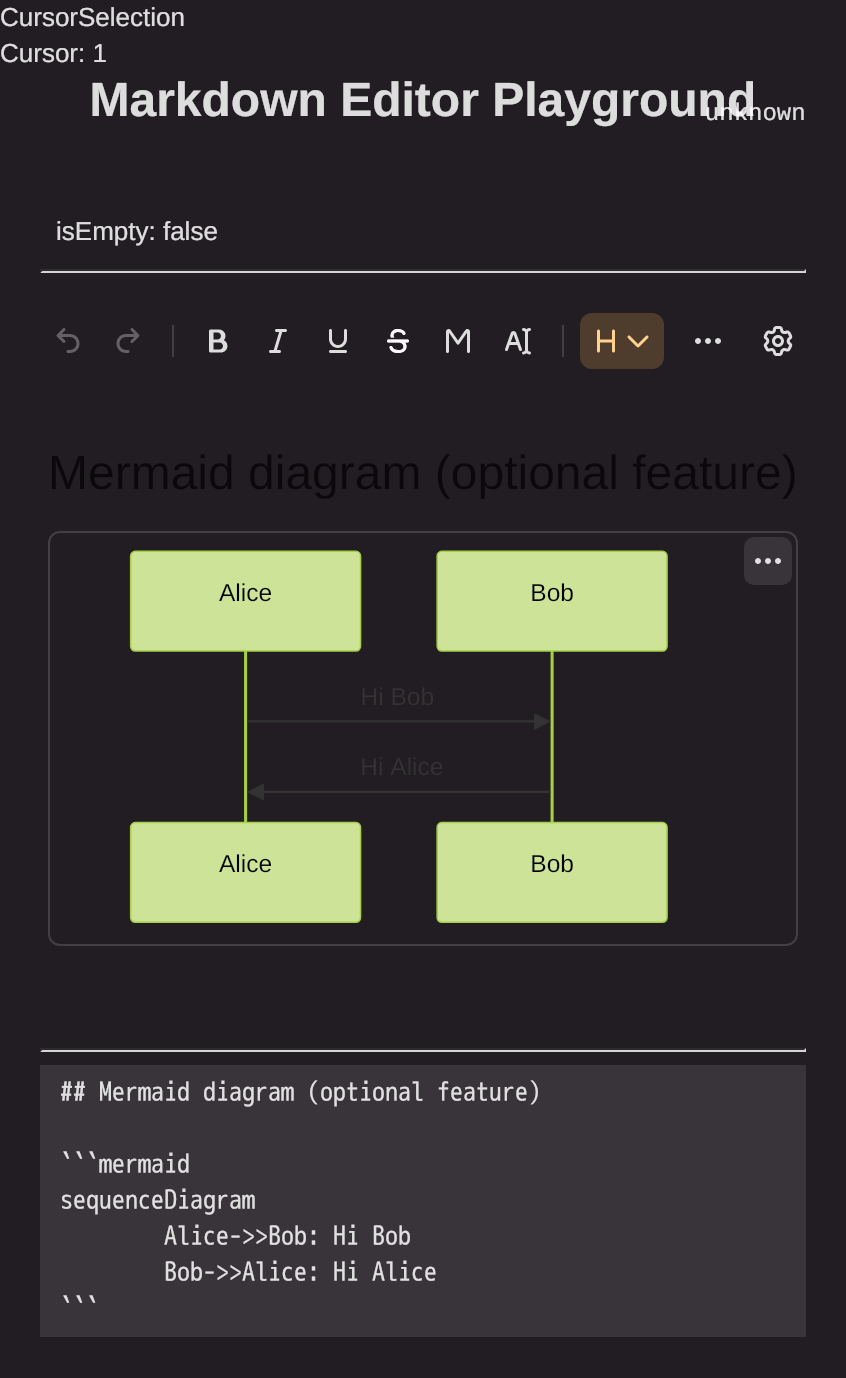 CursorSelection
Cursor: 1
Markdown Editor Playground
unknown
isEmpty: false
B I U S M A H
Mermaid diagram (optional feature)
Alice Bob
Hi Bob
Hi Alice
Alice Bob
## Mermaid diagram (optional feature)
```mermaid
sequenceDiagram
        Alice->>Bob: Hi Bob
        Bob->>Alice: Hi Alice
```